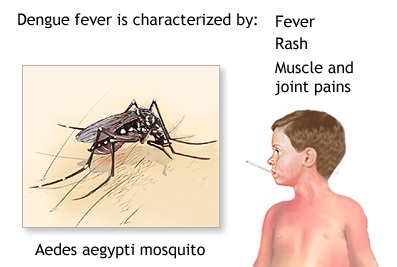 Dengue fever is characterized by:
Fever
Rash
Muscle and
joint pains
Aedes aegypti mosquito